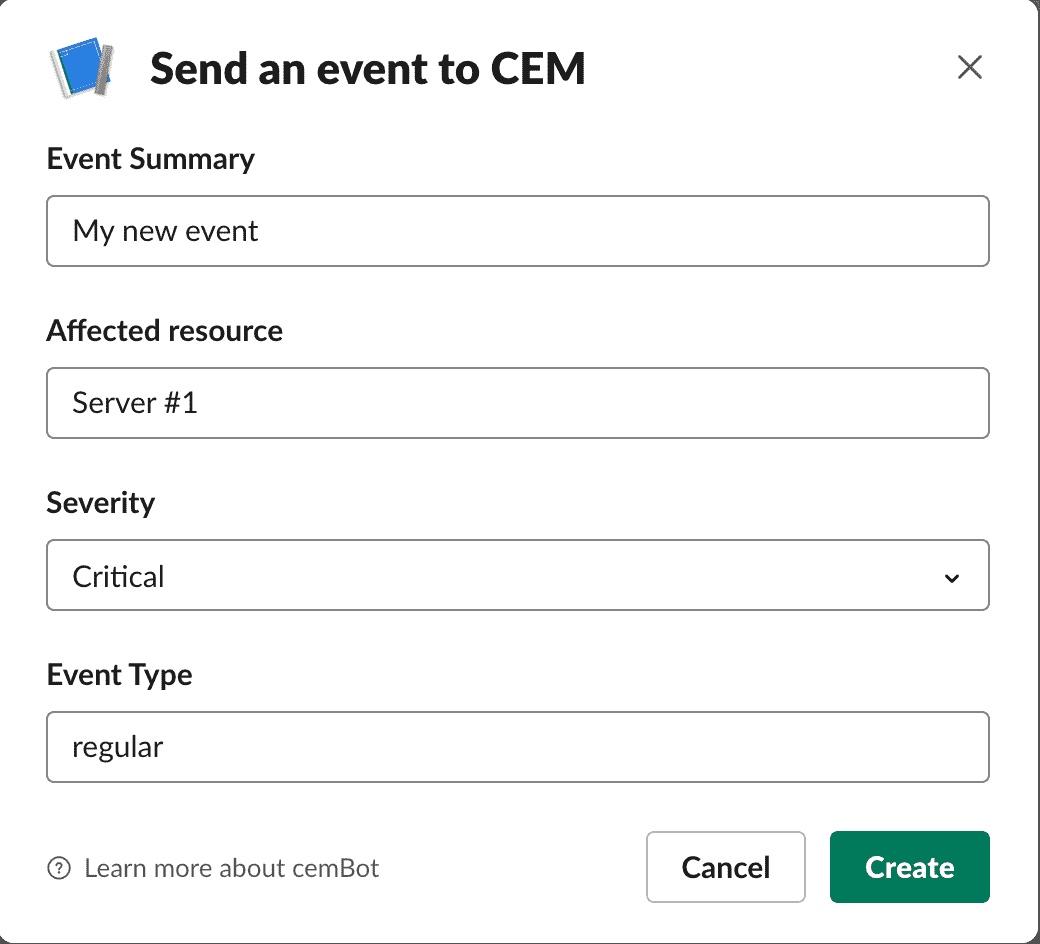 Send an event to CEM
Event Summary
My new event
Affected resource
Server #1
Severity
Critical
Event Type
regular
Learn more about cemBot
Cancel
Create